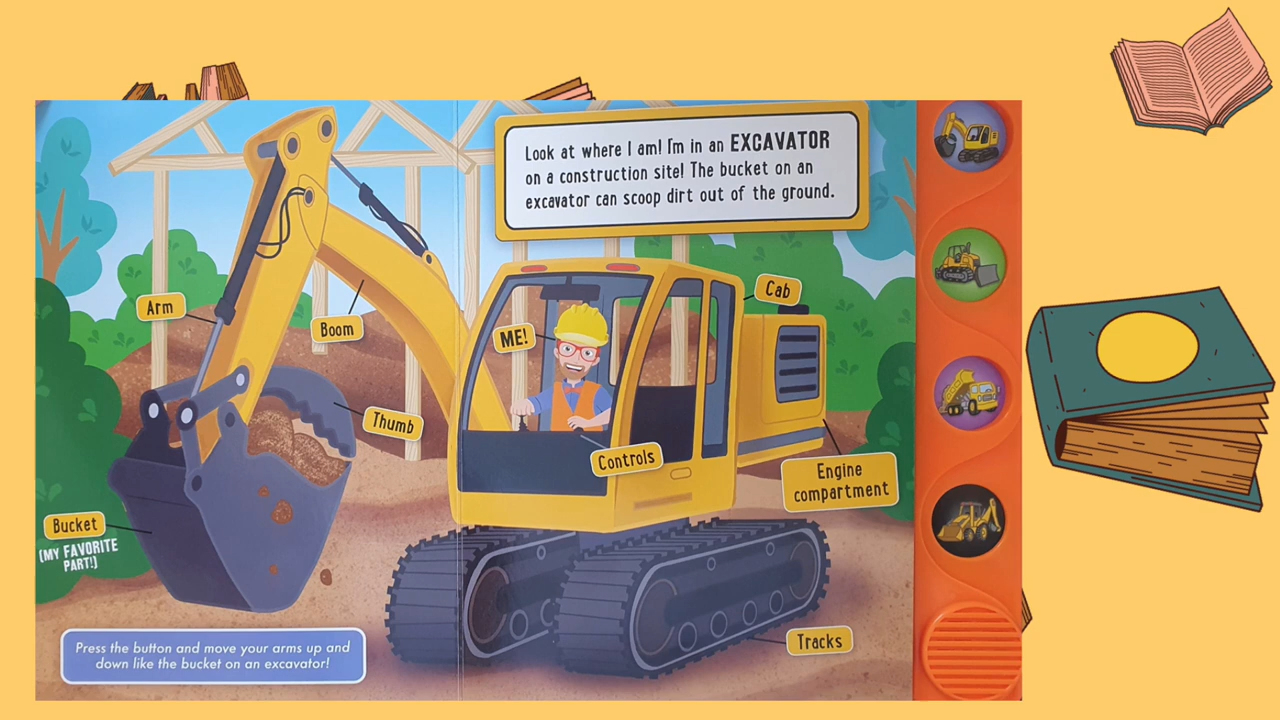 Look at where I am! I'm in an EXCAVATOR
on a construction site! The bucket on an
excavator can scoop dirt out of the ground.
Arm
Boom
ME!
Cab
Thumb
Controls
Engine
compartment
Bucket
(MY FAVORITE
PART!)
Tracks
Press the button and move your arms up and
down like the bucket on an excavator!